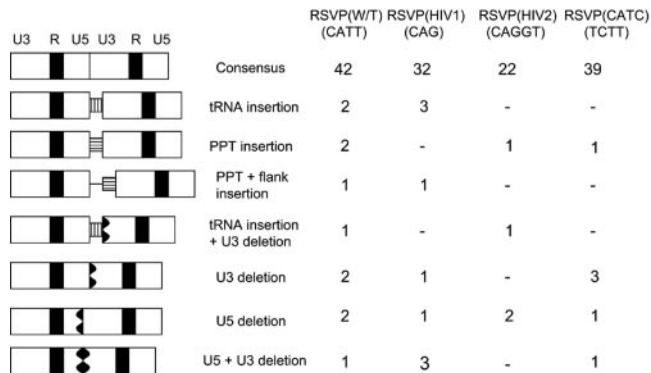 RSVP(W/T) RSVP(HIV1) RSVP(HIV2) RSVP(CATC)
(CATT) (CAG) (CAGGT) (TCTT)
U3 R U5 U3 R U5
Consensus 42 32 22 39
tRNA insertion 2 3 - -
PPT insertion 2 - 1 1
PPT + flank
insertion 1 1 - -
tRNA insertion
+ U3 deletion 1 - 1 -
U3 deletion 2 1 - 3
U5 deletion 2 1 2 1
U5 + U3 deletion 1 3 - 1